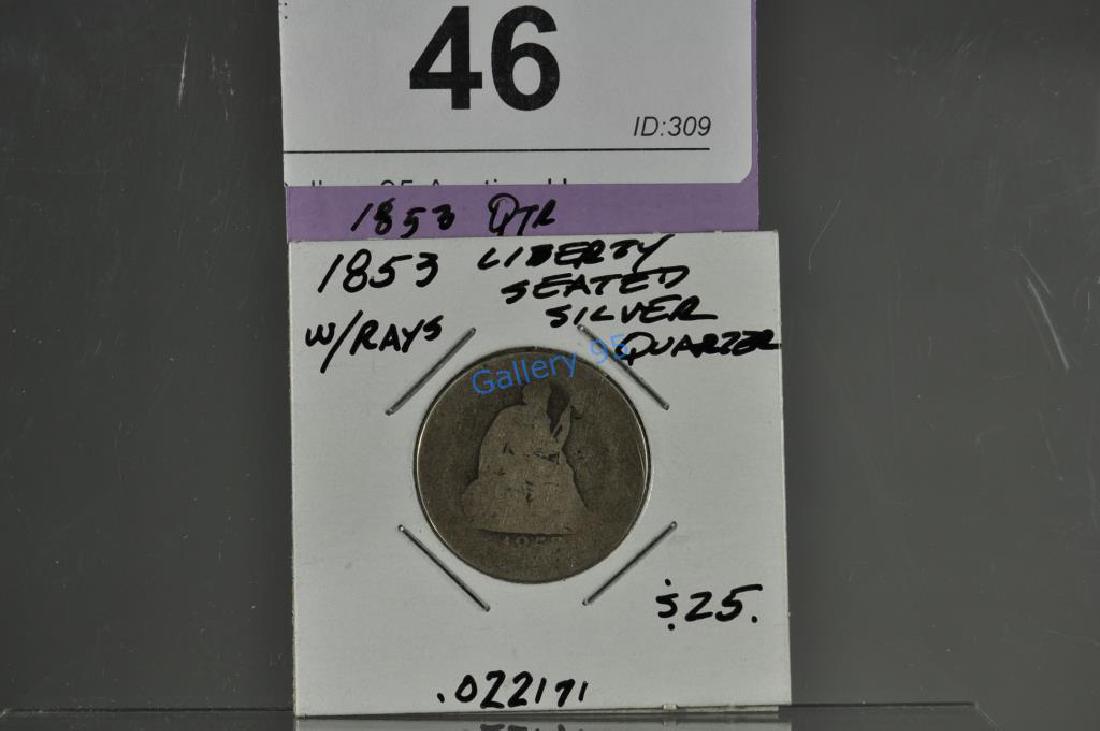 46
ID:309
1853 QTR
1853 LIBERTY
SEATED
SILVER
W/RAYS QUARTER
Gallery 95
$25.
.022171